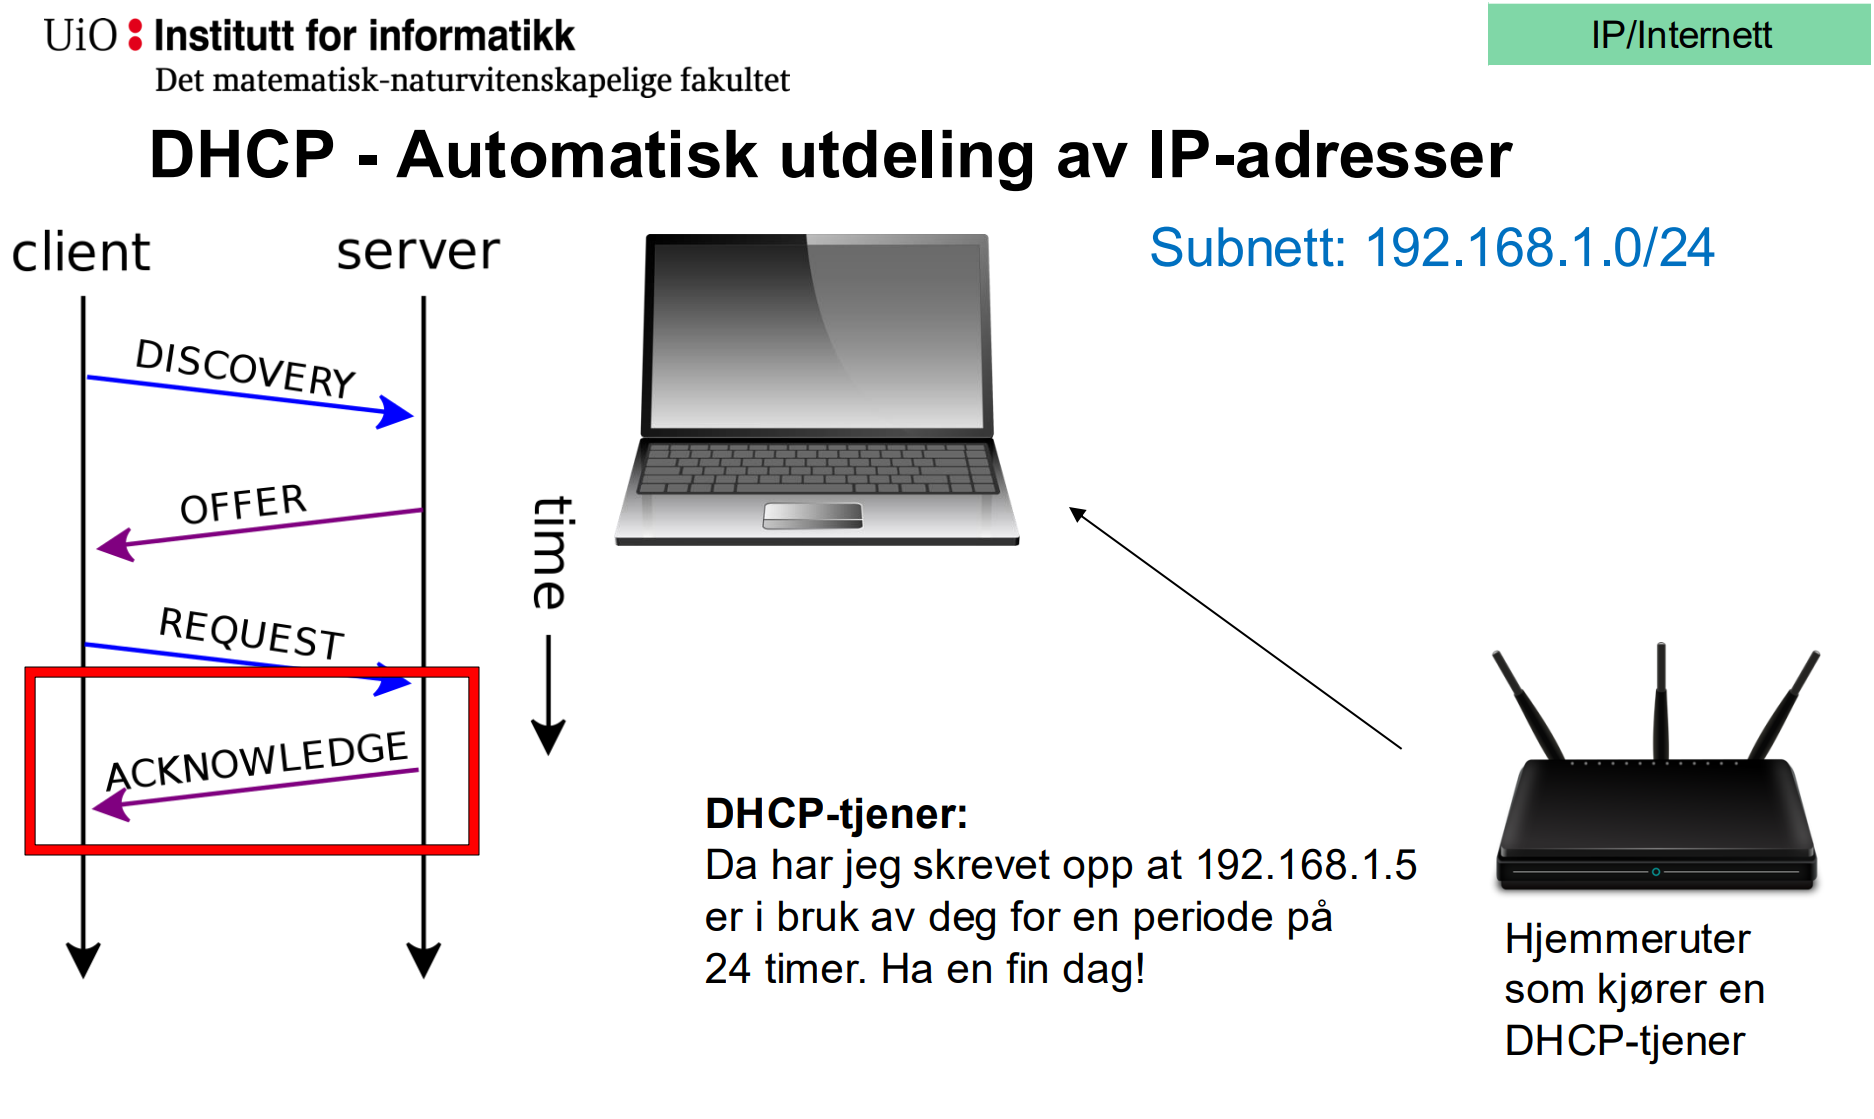 UiO Institutt for informatikk
Det matematisk-naturvitenskapelige fakultet
IP/Internett
DHCP - Automatisk utdeling av IP-adresser
client
server
DISCOVERY
OFFER
REQUEST
ACKNOWLEDGE
time
Subnett: 192.168.1.0/24
DHCP-tjener:
Da har jeg skrevet opp at 192.168.1.5
er i bruk av deg for en periode på
24 timer. Ha en fin dag!
Hjemmeruter
som kjører en
DHCP-tjener